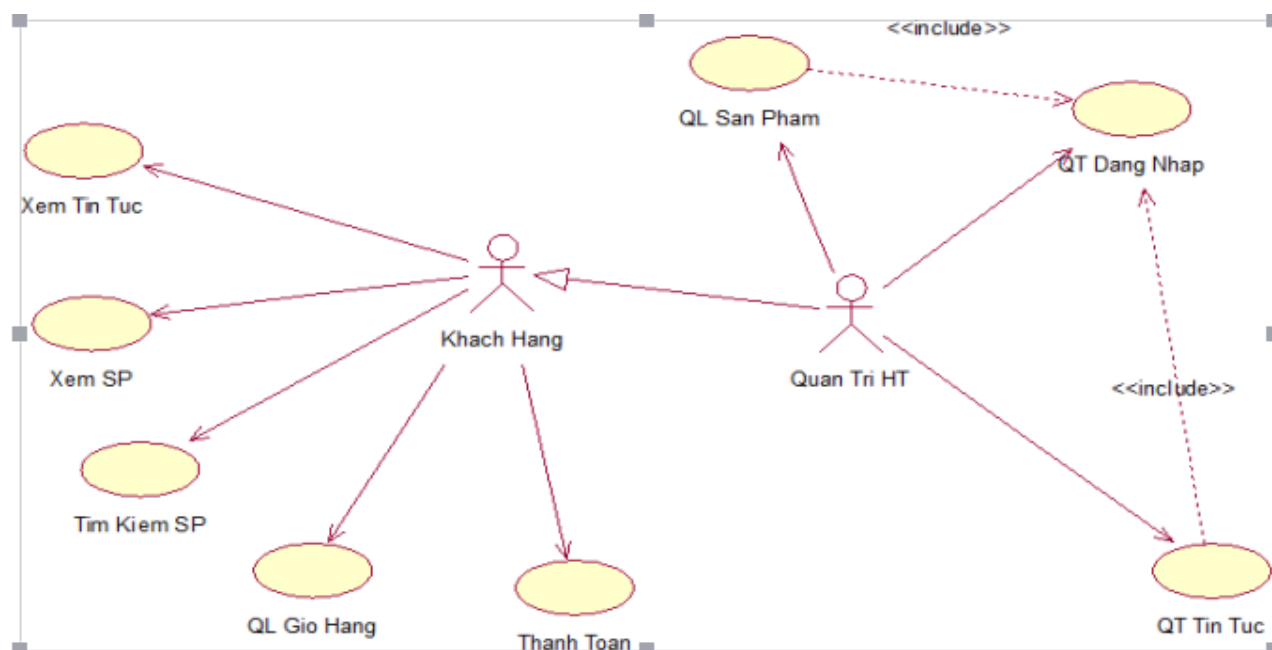 <<include>>
QL San Pham
QT Dang Nhap
Xem Tin Tuc
Khach Hang
Quan Tri HT
Xem SP
<<include>>
Tim Kiem SP
QL Gio Hang
Thanh Toan
QT Tin Tuc